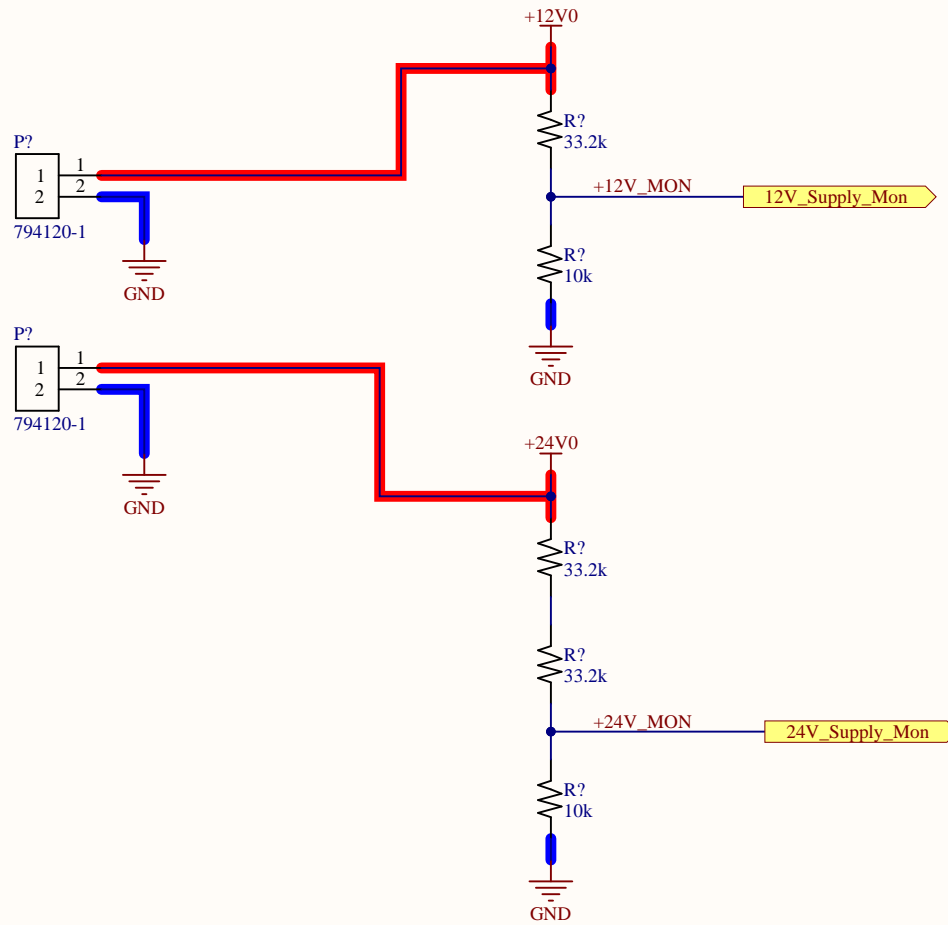 +12V0
P?
1
1
2
2
794120-1
GND
R?
33.2k
+12V_MON
12V_Supply_Mon
R?
10k
GND
P?
1
1
2
2
794120-1
GND
+24V0
R?
33.2k
R?
33.2k
+24V_MON
24V_Supply_Mon
R?
10k
GND